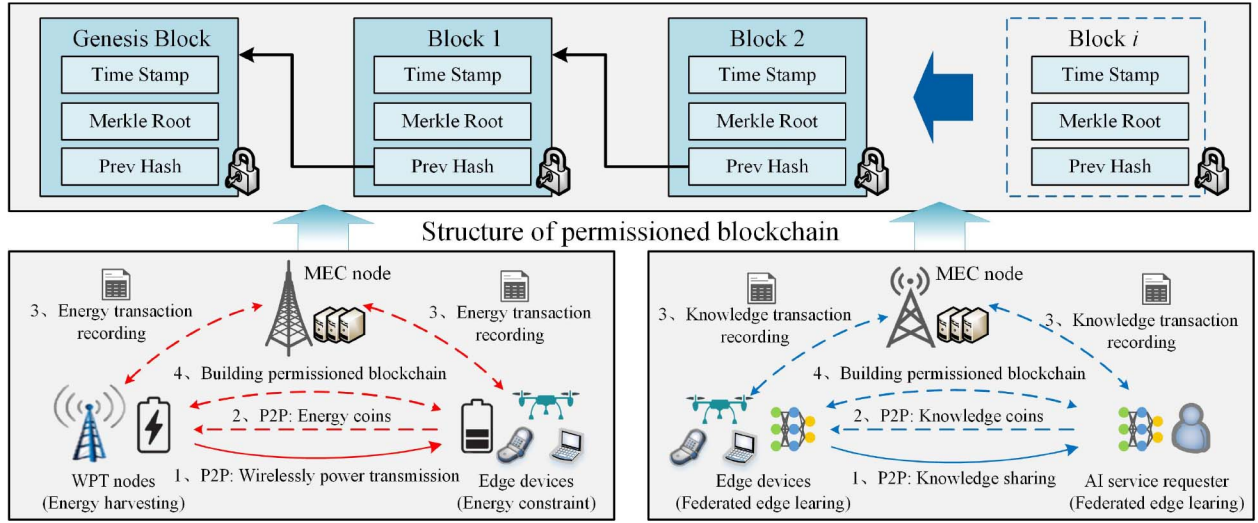 Genesis Block
Time Stamp
Merkle Root
Prev Hash
Block 1
Time Stamp
Merkle Root
Prev Hash
Block 2
Time Stamp
Merkle Root
Prev Hash
Block i
Time Stamp
Merkle Root
Prev Hash
Structure of permissioned blockchain
MEC node
3、Energy transaction
recording
3、Energy transaction
recording
4、Building permissioned blockchain
2、P2P: Energy coins
1、P2P: Wirelessly power transmission
WPT nodes
(Energy harvesting)
Edge devices
(Energy constraint)
MEC node
3、Knowledge transaction
recording
3、Knowledge transaction
recording
4、Building permissioned blockchain
2、P2P: Knowledge coins
1、P2P: Knowledge sharing
Edge devices
(Federated edge learing)
AI service requester
(Federated edge learing)